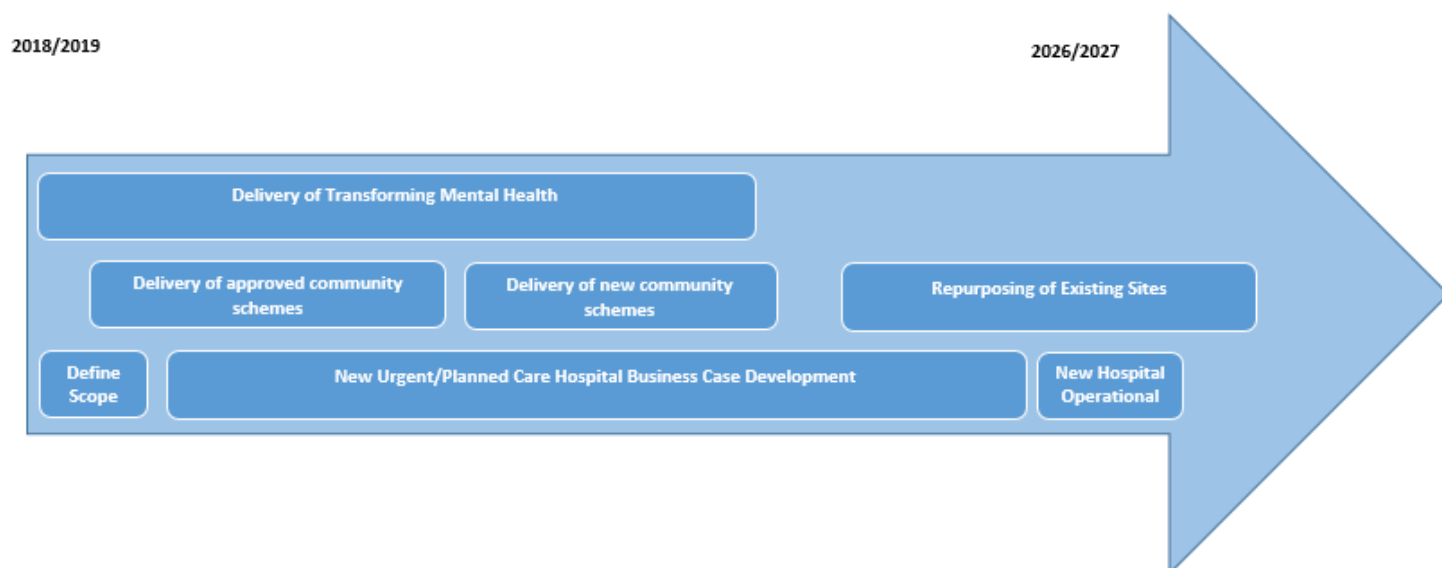 2018/2019
2026/2027
Delivery of Transforming Mental Health
Delivery of approved community
schemes
Delivery of new community
schemes
Repurposing of Existing Sites
Define
Scope
New Urgent/Planned Care Hospital Business Case Development
New Hospital
Operational